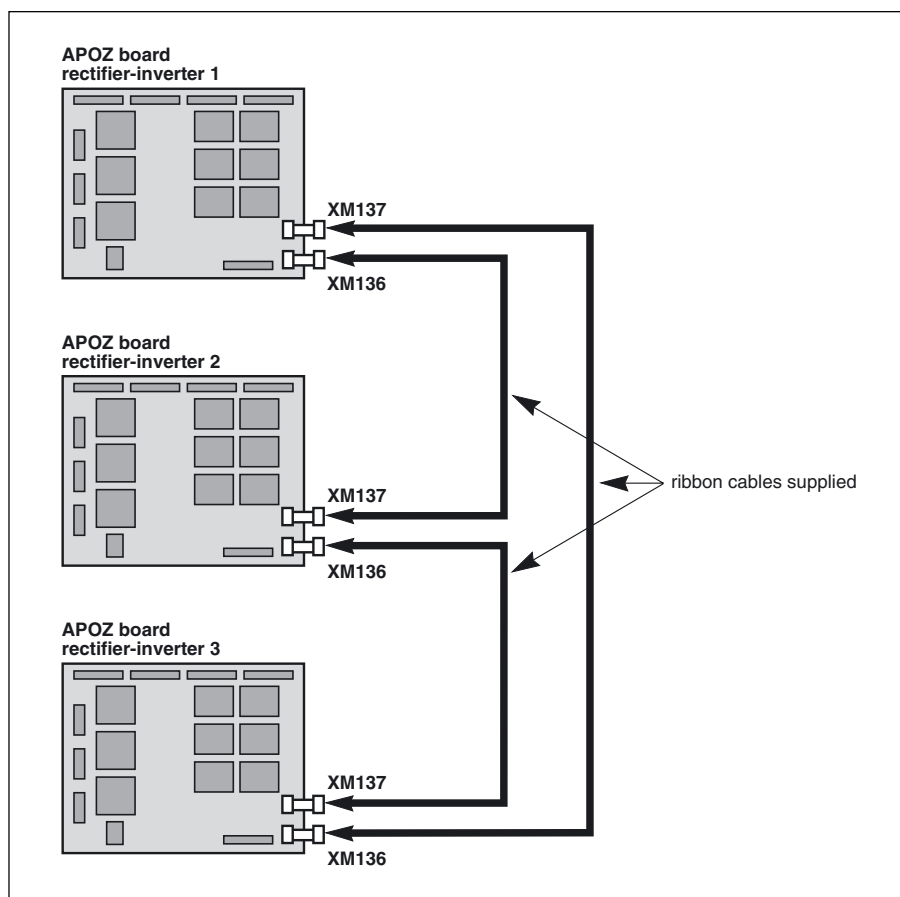 APOZ board
rectifier-inverter 1
XM137
XM136
APOZ board
rectifier-inverter 2
XM137
ribbon cables supplied
XM136
APOZ board
rectifier-inverter 3
XM137
XM136